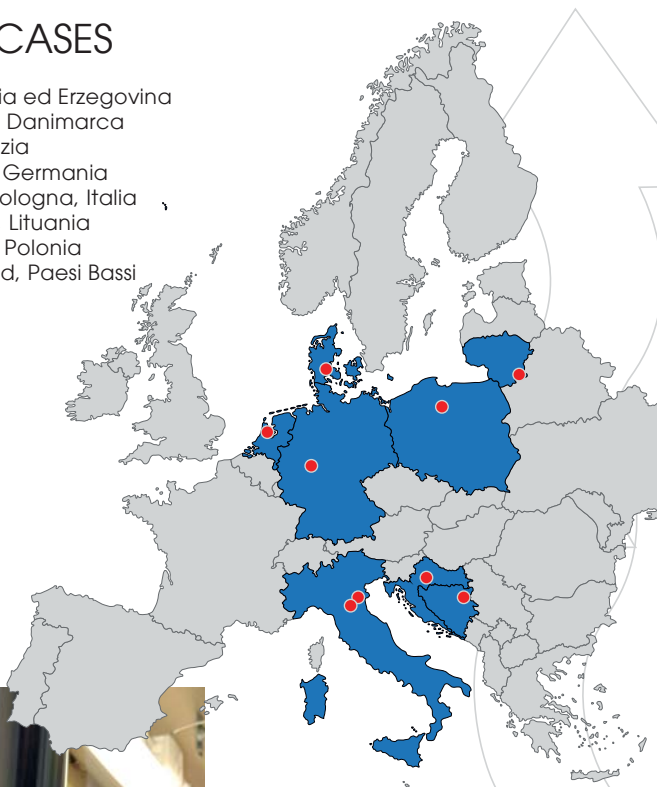 CASES
ia ed Erzegovina
Danimarca
zia
Germania
ologna, Italia
Lituania
Polonia
d, Paesi Bassi